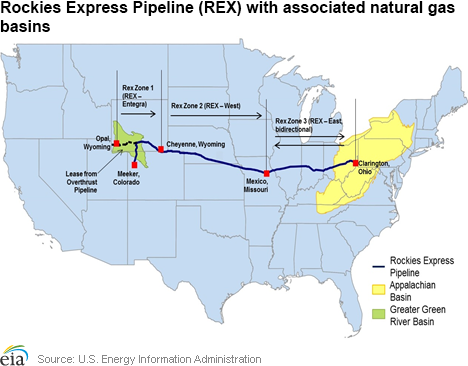 Rockies Express Pipeline (REX) with associated natural gas
basins
Rex Zone 1
(REX –
Entegra)
Rex Zone 2 (REX – West)
Rex Zone 3 (REX – East,
bidirectional)
Opal,
Wyoming
Cheyenne, Wyoming
Clarington,
Ohio
Lease from
Overthrust
Pipeline
Meeker,
Colorado
Mexico,
Missouri
Rockies Express
Pipeline
Appalachian
Basin
Greater Green
River Basin
eia
Source: U.S. Energy Information Administration